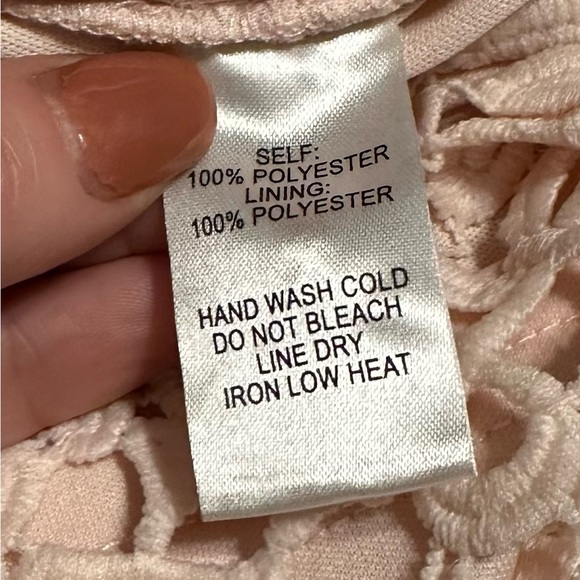 SELF:
100% POLYESTER
LINING:
100% POLYESTER
HAND WASH COLD
DO NOT BLEACH
LINE DRY
IRON LOW HEAT